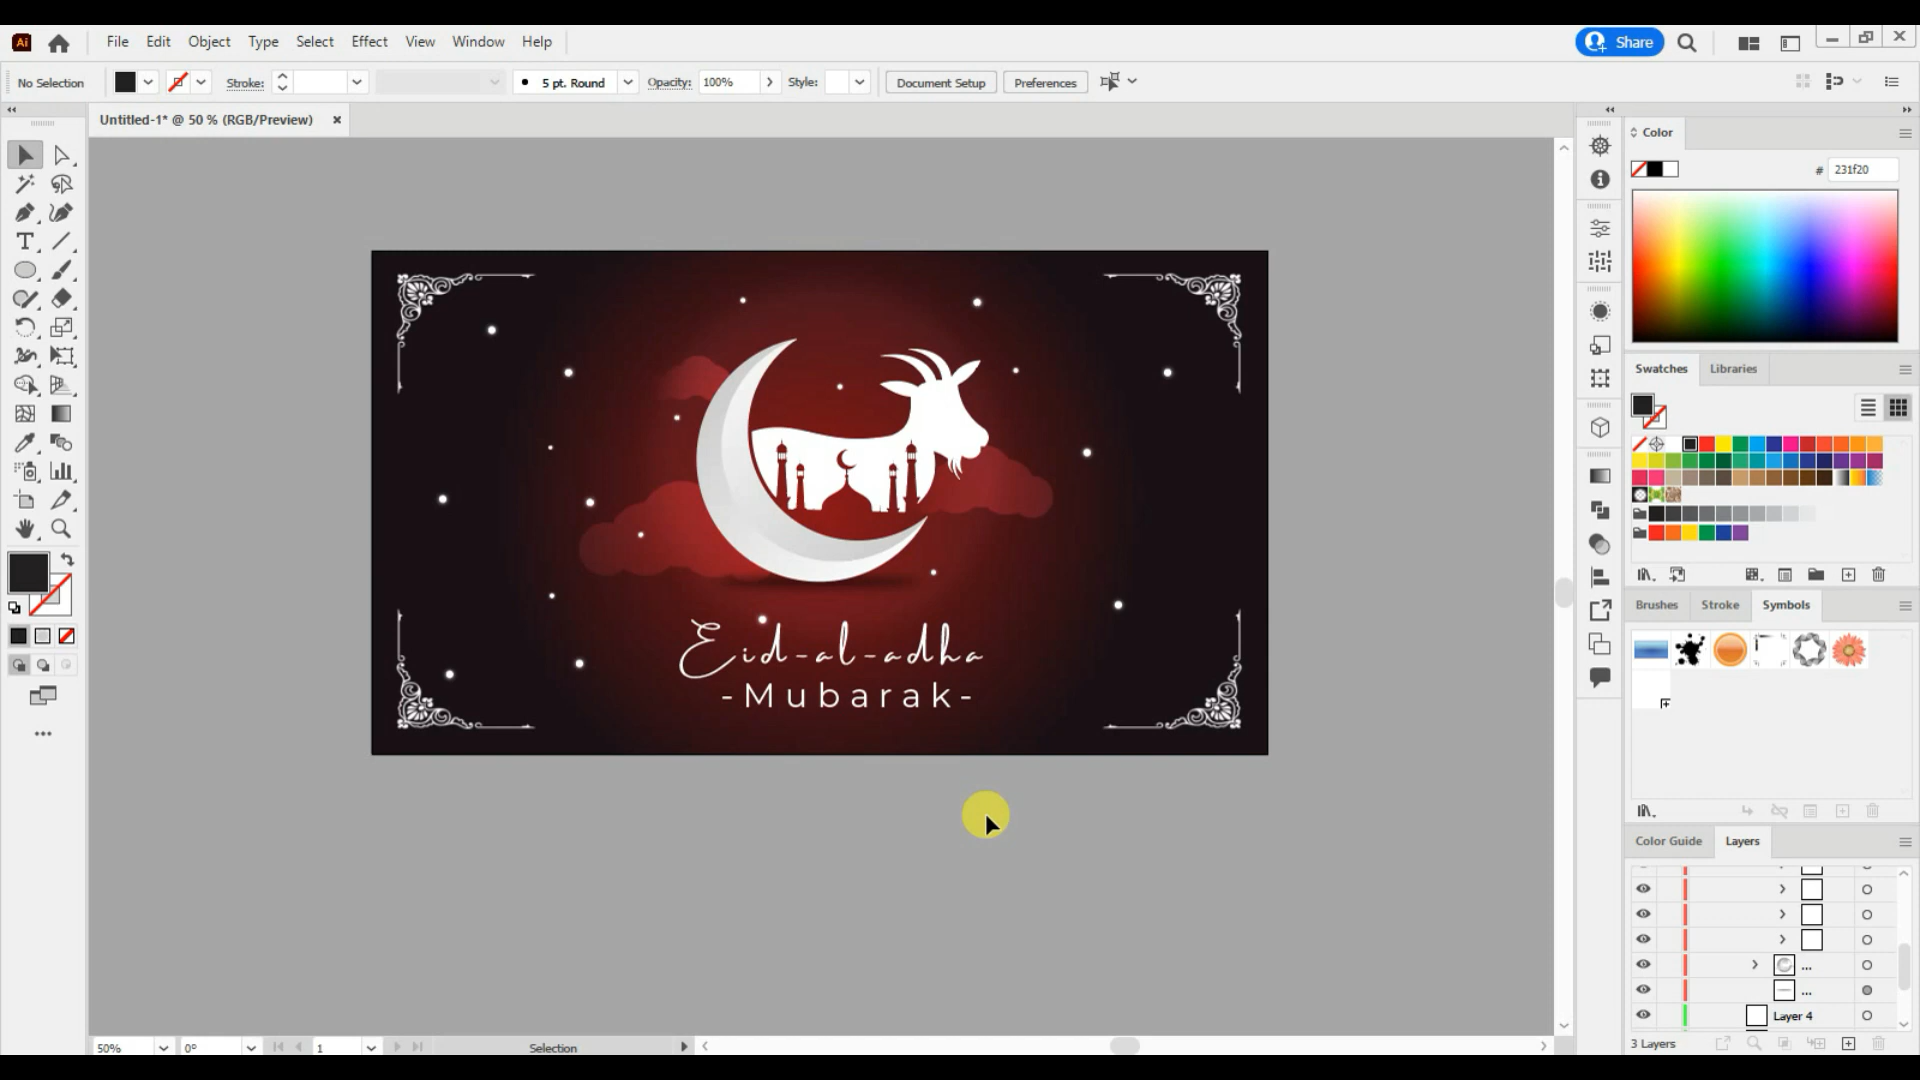 Ai File Edit Object Type Select Effect View Window Help Share
No Selection Stroke: 5 pt. Round Opacity: 100% Style: Document Setup Preferences
Untitled-1* @ 50 % (RGB/Preview)
Color
# 231f20
Swatches Libraries
Eid-al-adha
-Mubarak-
Brushes Stroke Symbols
Color Guide Layers
...
...
Layer 4
3 Layers
50% 0° 1 Selection